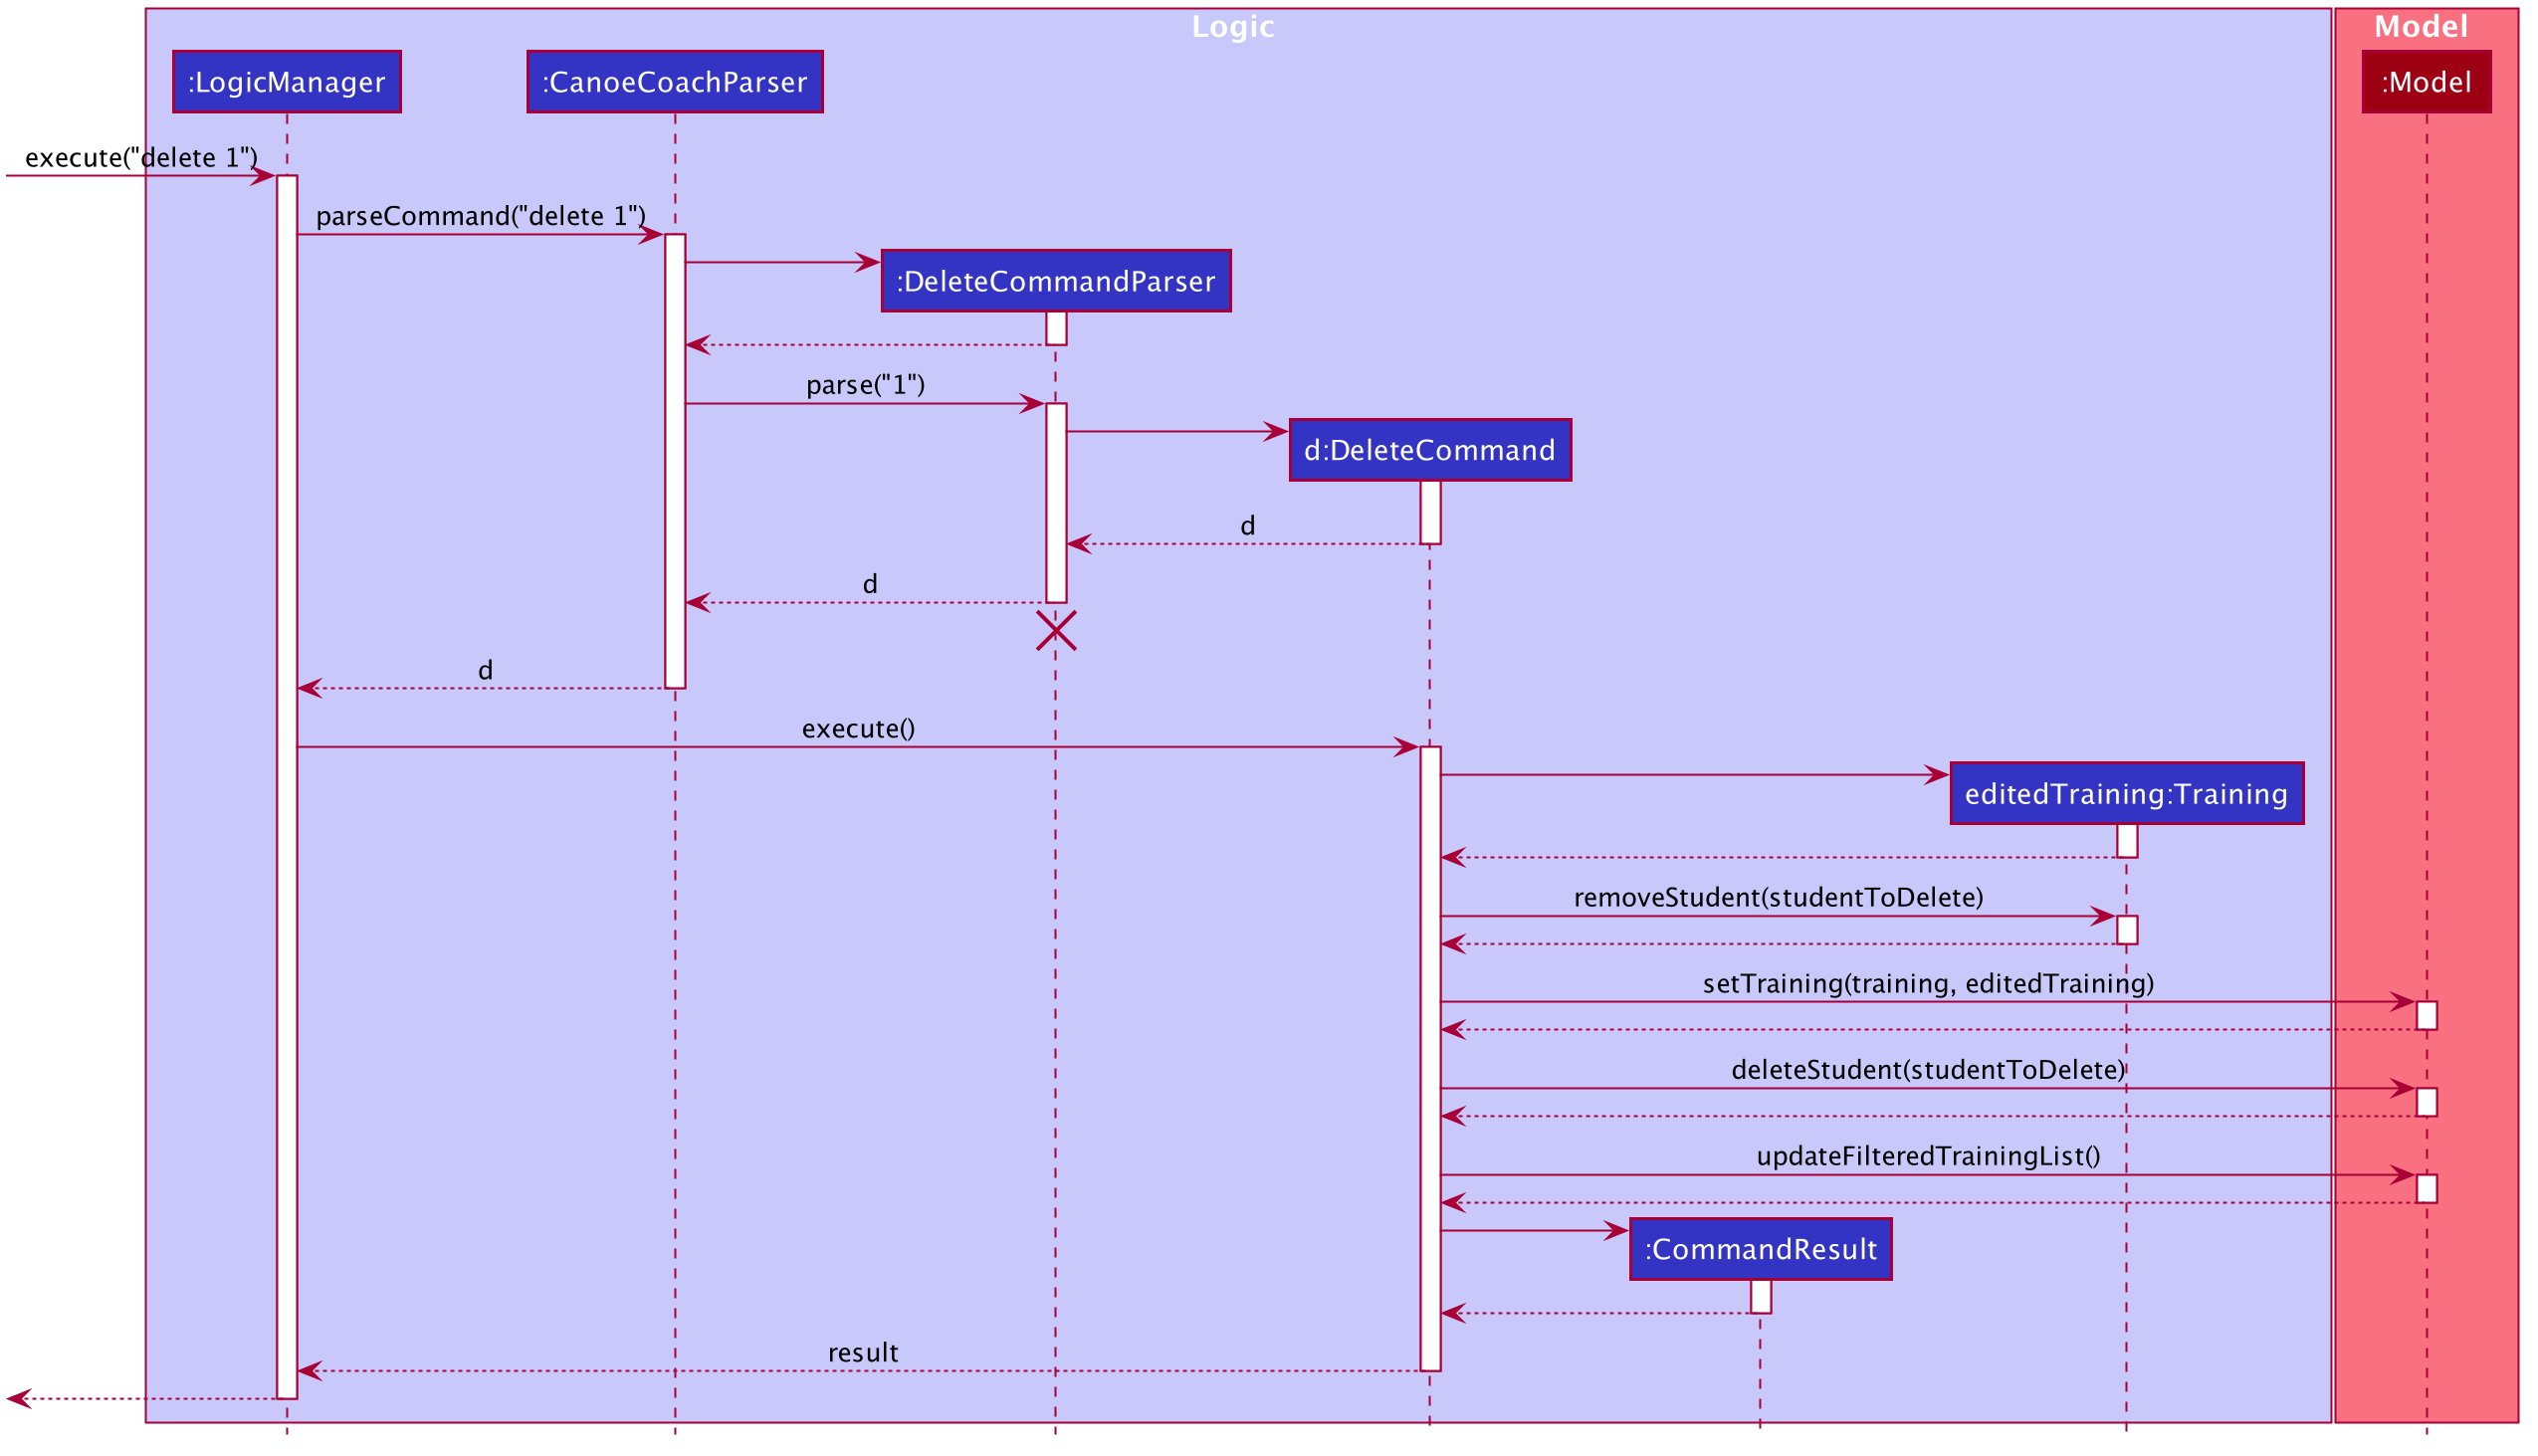 Logic
Model
:LogicManager
:CanoeCoachParser
:Model
execute("delete 1")
parseCommand("delete 1")
:DeleteCommandParser
parse("1")
d:DeleteCommand
d
d
d
execute()
editedTraining:Training
removeStudent(studentToDelete)
setTraining(training, editedTraining)
deleteStudent(studentToDelete)
updateFilteredTrainingList()
:CommandResult
result